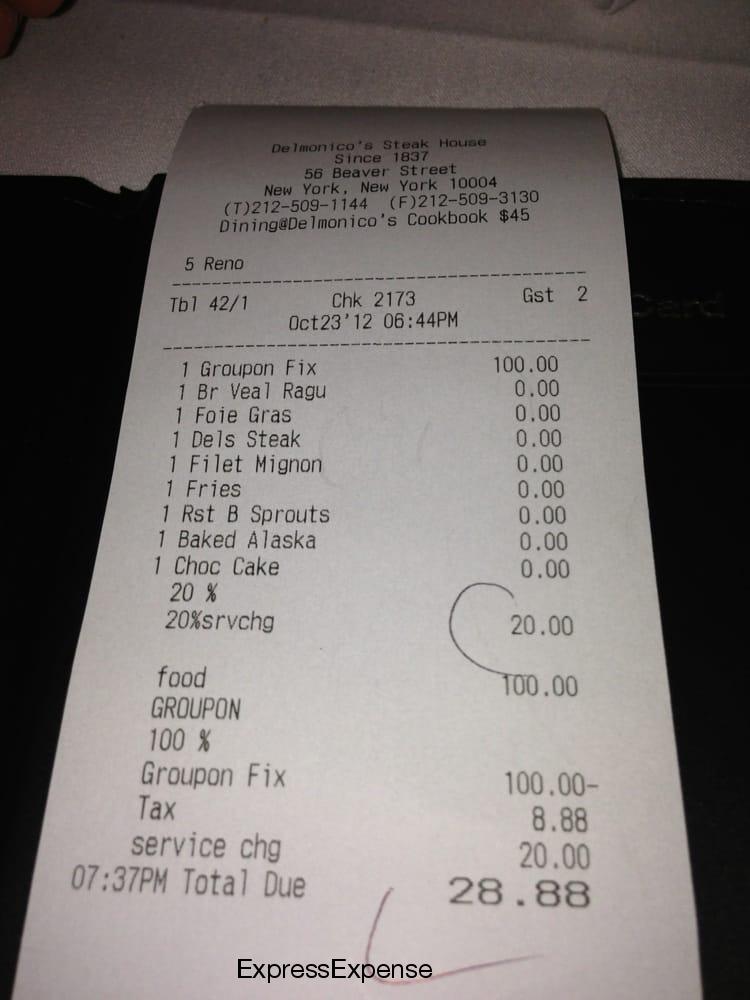 Delmonico's Steak House
Since 1837
56 Beaver Street
New York, New York 10004
(T)212-509-1144 (F)212-509-3130
Dining@Delmonico's Cookbook $45
5 Reno
Tbl 42/1 Chk 2173 Gst 2
Oct23'12 06:44PM
1 Groupon Fix 100.00
1 Br Veal Ragu 0.00
1 Foie Gras 0.00
1 Dels Steak 0.00
1 Filet Mignon 0.00
1 Fries 0.00
1 Rst B Sprouts 0.00
1 Baked Alaska 0.00
1 Choc Cake 0.00
20 %
20%srvchg 20.00
food 100.00
GROUPON
100 %
Groupon Fix 100.00-
Tax 8.88
service chg 20.00
07:37PM Total Due 28.88
ExpressExpense